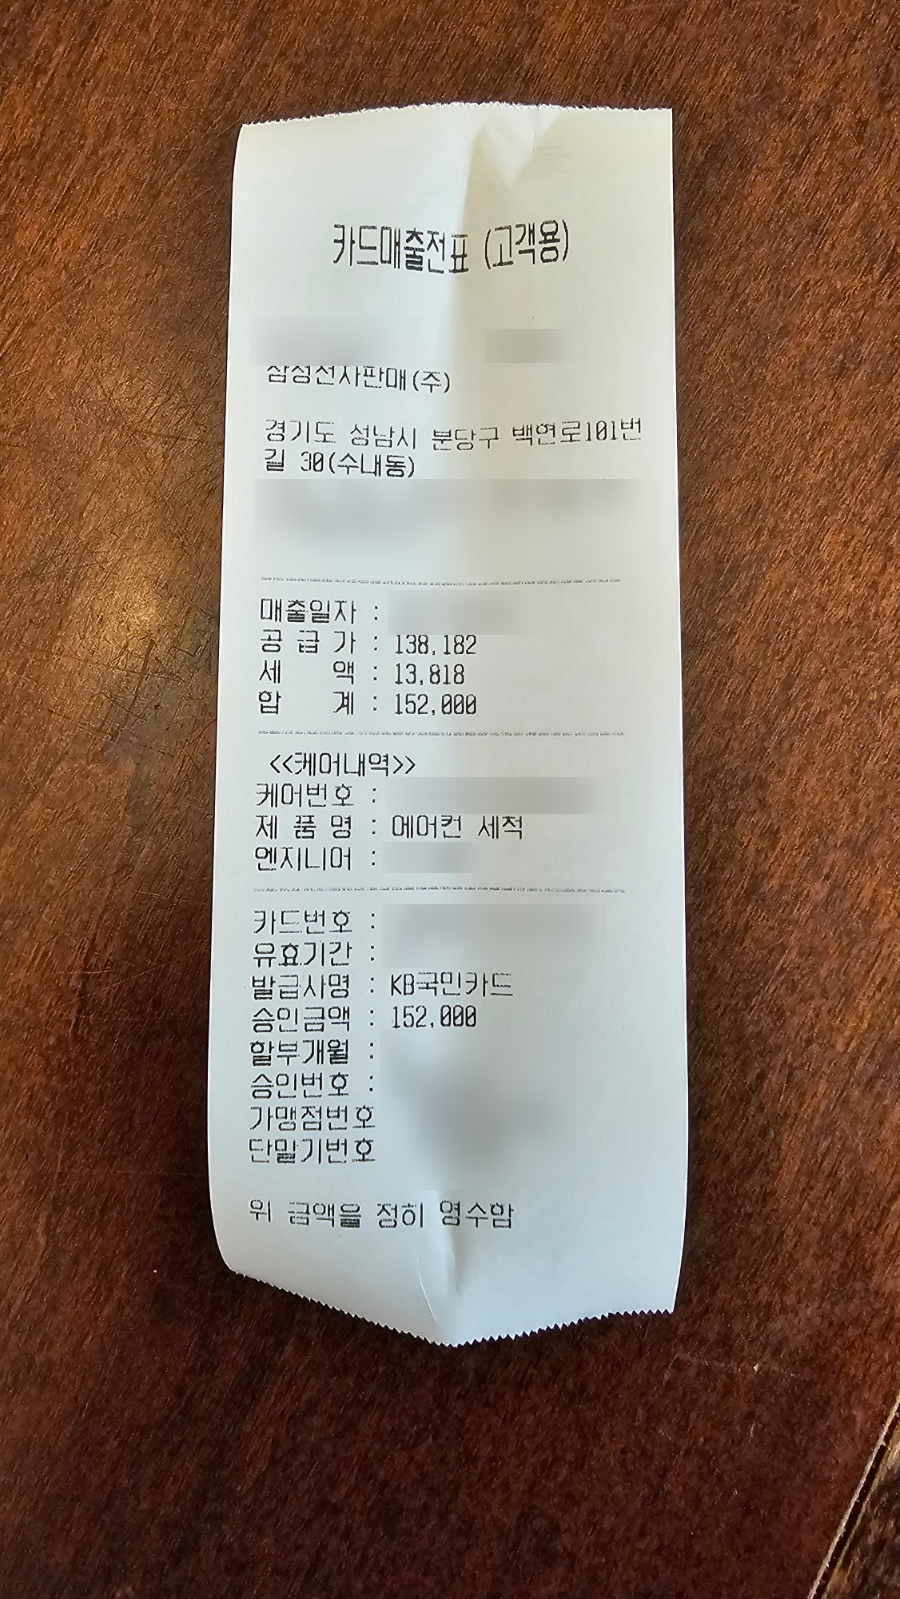 카드매출전표 (고객용)
삼성전자판매(주)
경기도 성남시 분당구 백현로101번
길 30(수내동)
매출일자 :
공 급 가 : 138,182
세 액 : 13,818
합 계 : 152,000
<<케어내역>>
케어번호 :
제 품 명 : 에어컨 세척
엔지니어 :
카드번호 :
유효기간 :
발급사명 : KB국민카드
승인금액 : 152,000
할부개월 :
승인번호 :
가맹점번호
단말기번호
위 금액을 정히 영수함